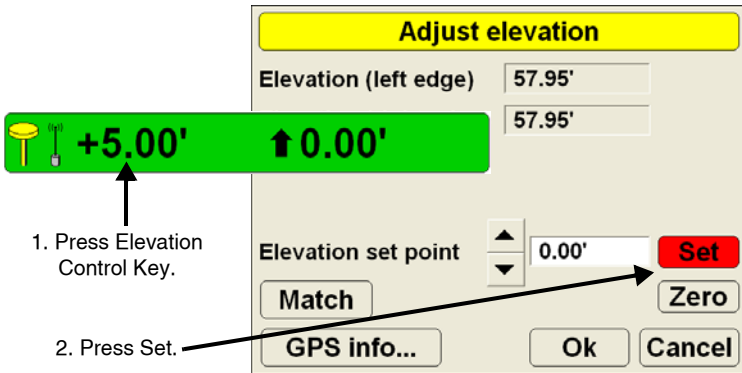 Adjust elevation
Elevation (left edge) 57.95'
57.95'
+5.00' 0.00'
1. Press Elevation
Control Key.
Elevation set point 0.00' Set
Match Zero
2. Press Set.
GPS info... Ok Cancel